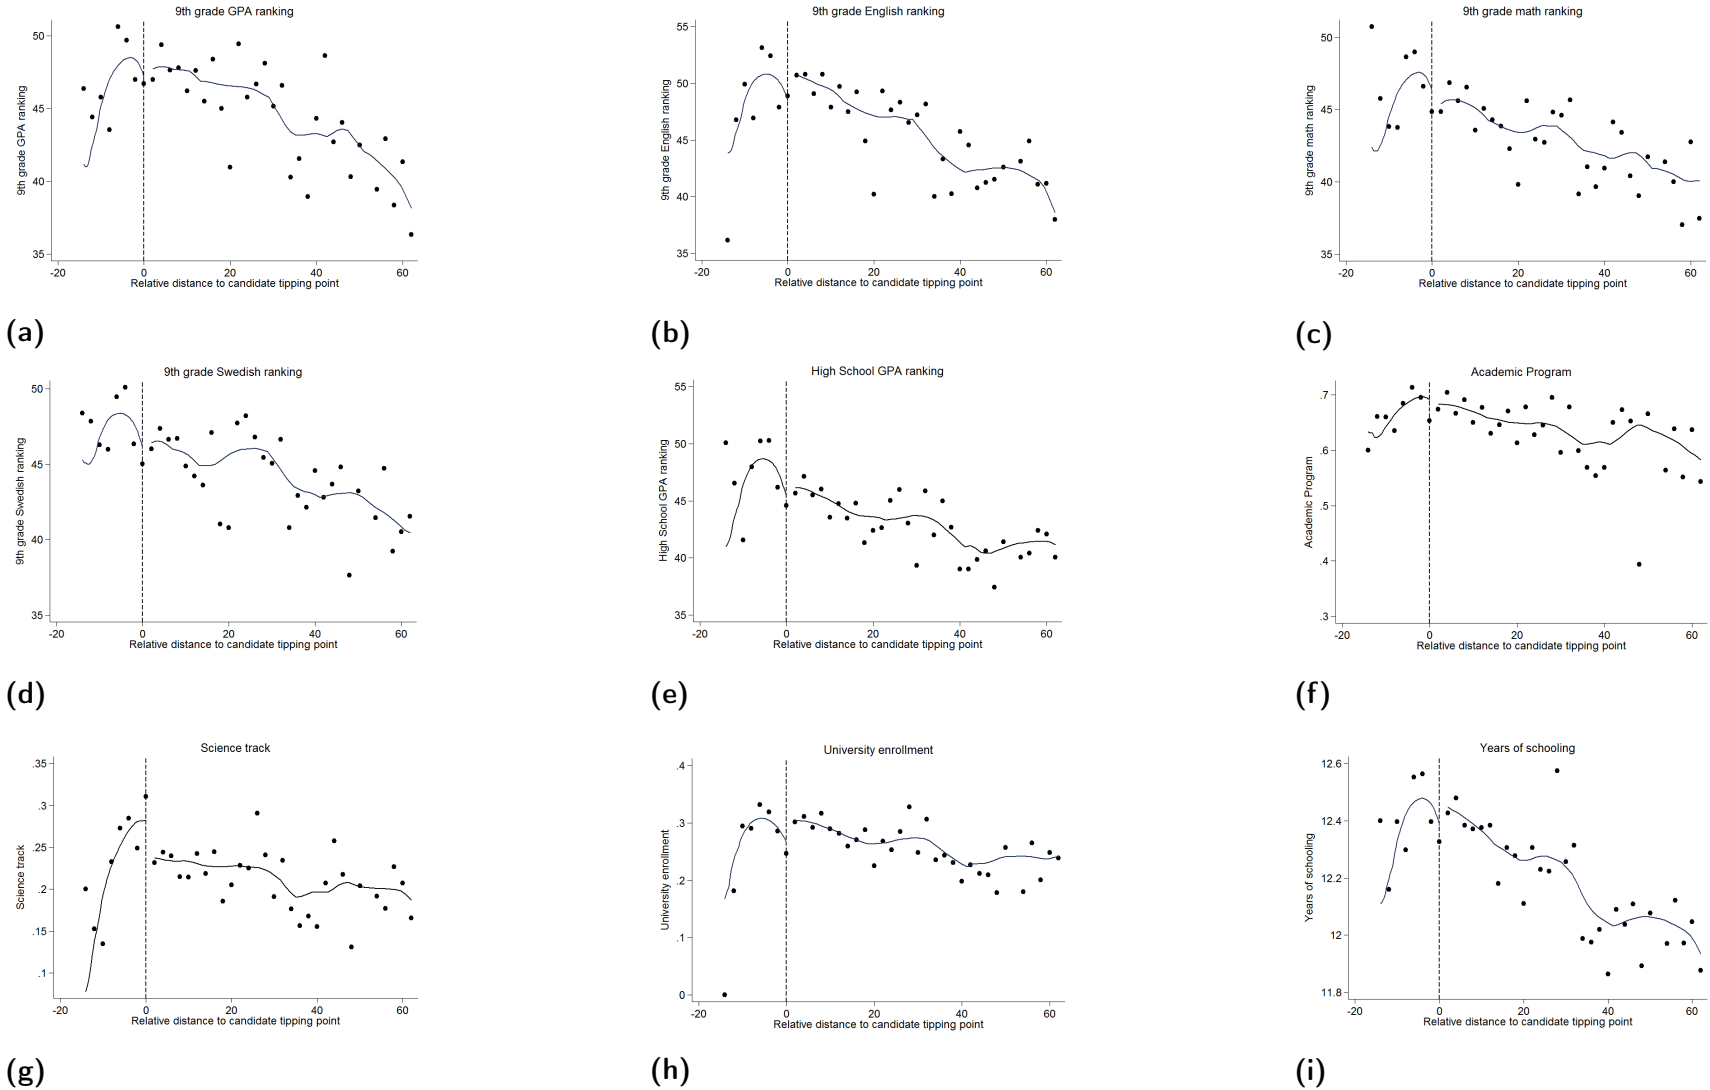 9th grade GPA ranking
9th grade GPA ranking
50
45
40
35
-20 0 20 40 60
Relative distance to candidate tipping point
(a)
9th grade English ranking
9th grade English ranking
55
50
45
40
35
-20 0 20 40 60
Relative distance to candidate tipping point
(b)
9th grade math ranking
9th grade math ranking
50
45
40
35
-20 0 20 40 60
Relative distance to candidate tipping point
(c)
9th grade Swedish ranking
9th grade Swedish ranking
50
45
40
35
-20 0 20 40 60
Relative distance to candidate tipping point
(d)
High School GPA ranking
High School GPA ranking
55
50
45
40
35
-20 0 20 40 60
Relative distance to candidate tipping point
(e)
Academic Program
Academic Program
.7
.6
.5
.4
.3
-20 0 20 40 60
Relative distance to candidate tipping point
(f)
Science track
Science track
.35
.3
.25
.2
.15
.1
-20 0 20 40 60
Relative distance to candidate tipping point
(g)
University enrollment
University enrollment
.4
.3
.2
.1
0
-20 0 20 40 60
Relative distance to candidate tipping point
(h)
Years of schooling
Years of schooling
12.6
12.4
12.2
12
11.8
-20 0 20 40 60
Relative distance to candidate tipping point
(i)